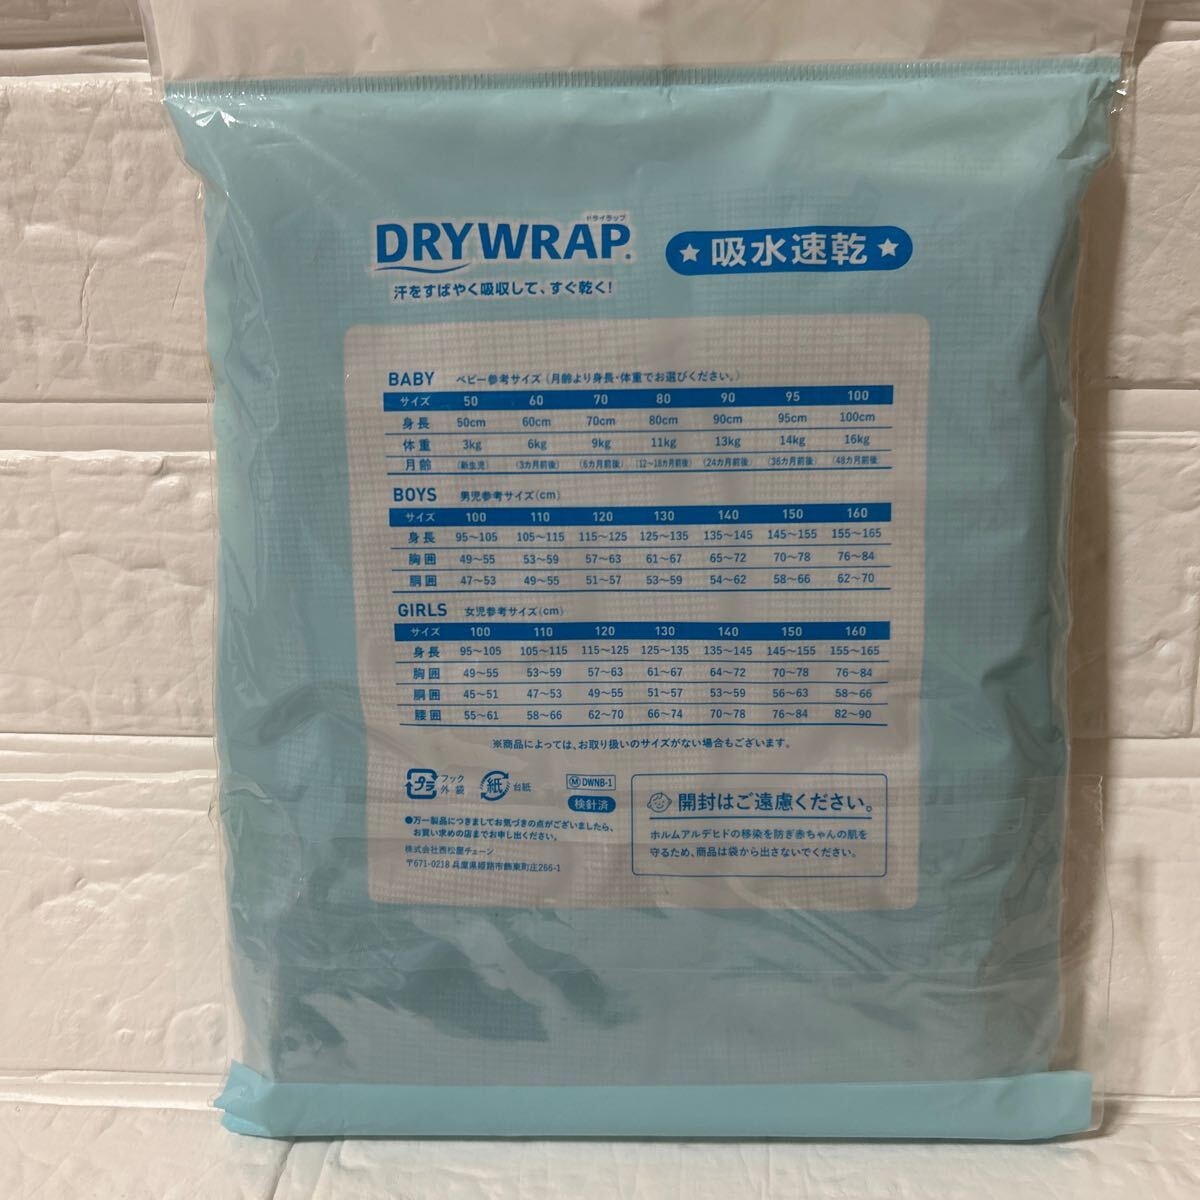 ドライラップ
DRYWRAP.
★吸水速乾★
汗をすばやく吸収して、すぐ乾く!
BABY ベビー参考サイズ(月齢より身長・体重でお選びください。)
サイズ 50 60 70 80 90 95 100
身長 50cm 60cm 70cm 80cm 90cm 95cm 100cm
体重 3kg 6kg 9kg 11kg 13kg 14kg 16kg
月齢 (新生児) (3カ月前後) (6カ月前後) (12~18カ月前後) (24カ月前後) (36カ月前後) (48カ月前後)
BOYS 男児参考サイズ(cm)
サイズ 100 110 120 130 140 150 160
身長 95~105 105~115 115~125 125~135 135~145 145~155 155~165
胸囲 49~55 53~59 57~63 61~67 65~72 70~78 76~84
胴囲 47~53 49~55 51~57 53~59 54~62 58~66 62~70
GIRLS 女児参考サイズ(cm)
サイズ 100 110 120 130 140 150 160
身長 95~105 105~115 115~125 125~135 135~145 145~155 155~165
胸囲 49~55 53~59 57~63 61~67 64~72 70~78 76~84
胴囲 45~51 47~53 49~55 51~57 53~59 56~63 58~66
腰囲 55~61 58~66 62~70 66~74 70~78 76~84 82~90
※商品によっては、お取り扱いのサイズがない場合もございます。
プラ フック
外袋
紙 台紙
Ⓜ DWNB-1
検針済
●万一製品につきましてお気づきの点がございましたら、
お買い求めの店までお申し出ください。
株式会社西松屋チェーン
〒671-0218 兵庫県姫路市飾東町庄266-1
開封はご遠慮ください。
ホルムアルデヒドの移染を防ぎ赤ちゃんの肌を
守るため、商品は袋から出さないでください。